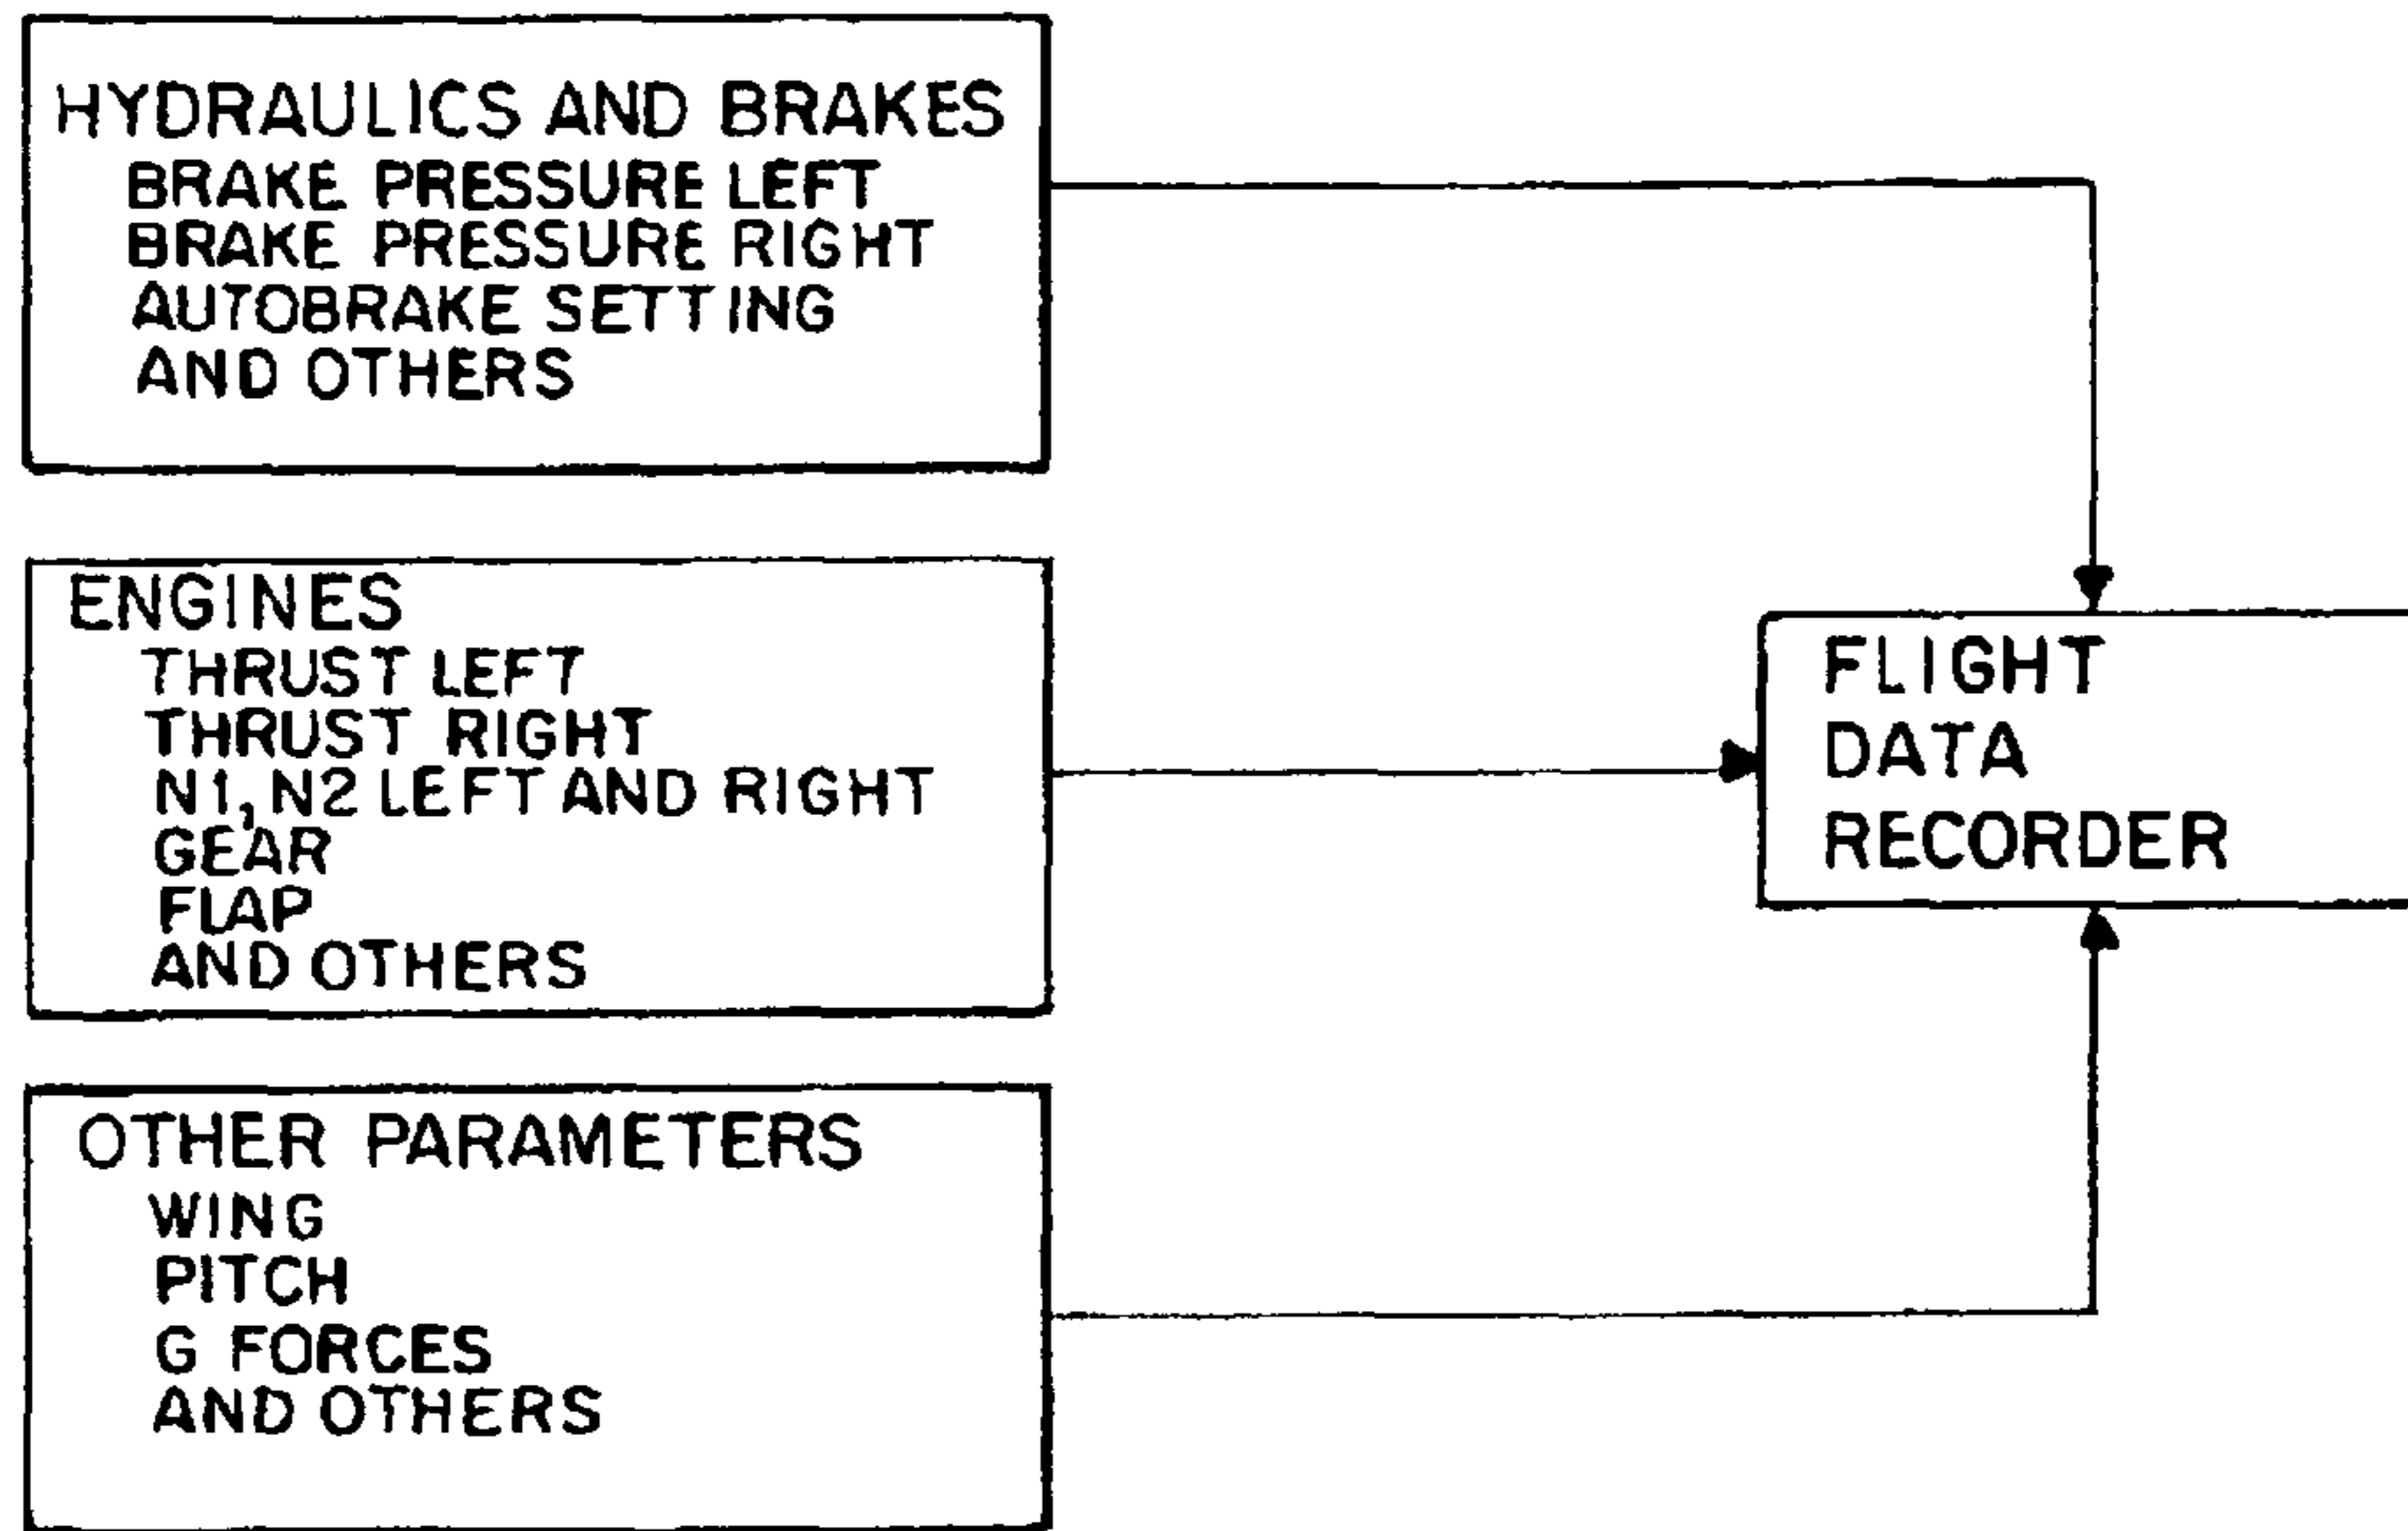 HYDRAULICS AND BRAKES
BRAKE PRESSURE LEFT
BRAKE PRESSURE RIGHT
AUTOBRAKE SETTING
AND OTHERS
ENGINES
THRUST LEFT
THRUST RIGHT
N1, N2 LEFT AND RIGHT
GEAR
FLAP
AND OTHERS
FLIGHT
DATA
RECORDER
OTHER PARAMETERS
WING
PITCH
G FORCES
AND OTHERS